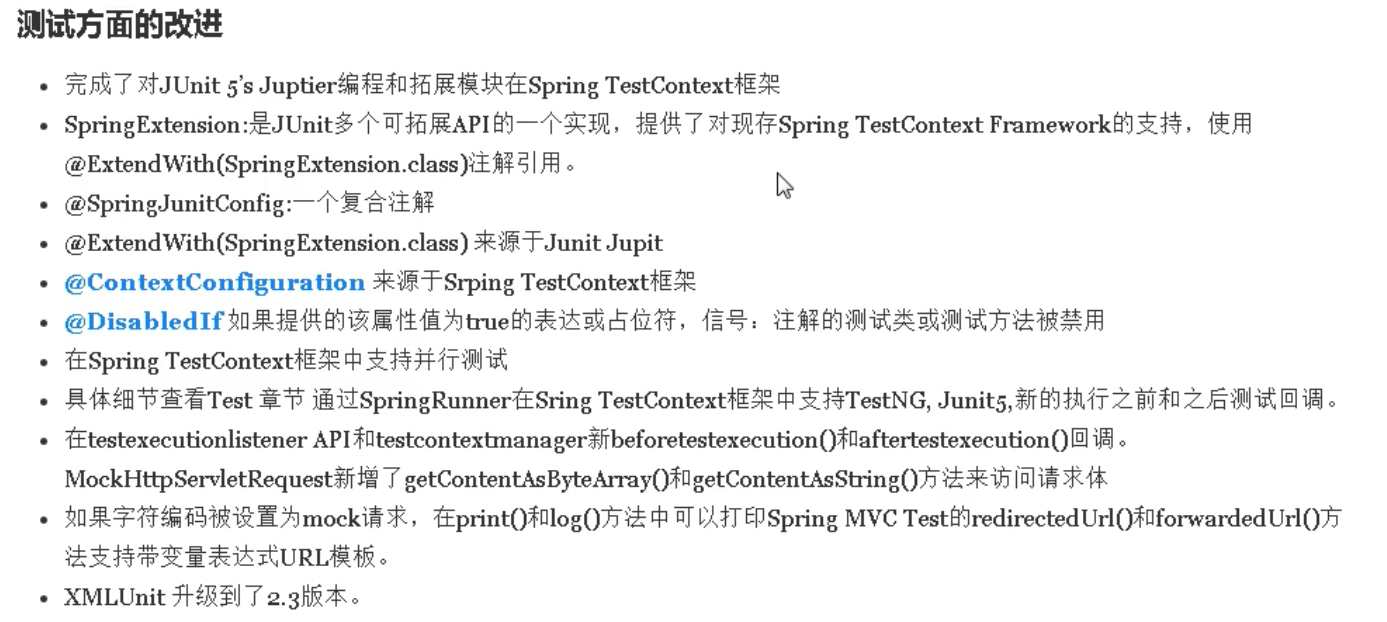 测试方面的改进
完成了对JUnit 5's Juptier编程和拓展模块在Spring TestContext框架
SpringExtension:是JUnit多个可拓展API的一个实现，提供了对现存Spring TestContext Framework的支持，使用
@ExtendWith(SpringExtension.class)注解引用。
@SpringJunitConfig:一个复合注解
@ExtendWith(SpringExtension.class) 来源于Junit Jupit
@ContextConfiguration 来源于Srping TestContext框架
@DisabledIf 如果提供的该属性值为true的表达或占位符，信号：注解的测试类或测试方法被禁用
在Spring TestContext框架中支持并行测试
具体细节查看Test 章节 通过SpringRunner在Sring TestContext框架中支持TestNG, Junit5,新的执行之前和之后测试回调。
在testexecutionlistener API和testcontextmanager新beforetestexecution()和aftertestexecution()回调。
MockHttpServletRequest新增了getContentAsByteArray()和getContentAsString()方法来访问请求体
如果字符编码被设置为mock请求，在print()和log()方法中可以打印Spring MVC Test的redirectedUrl()和forwardedUrl()方
法支持带变量表达式URL模板。
XMLUnit 升级到了2.3版本。